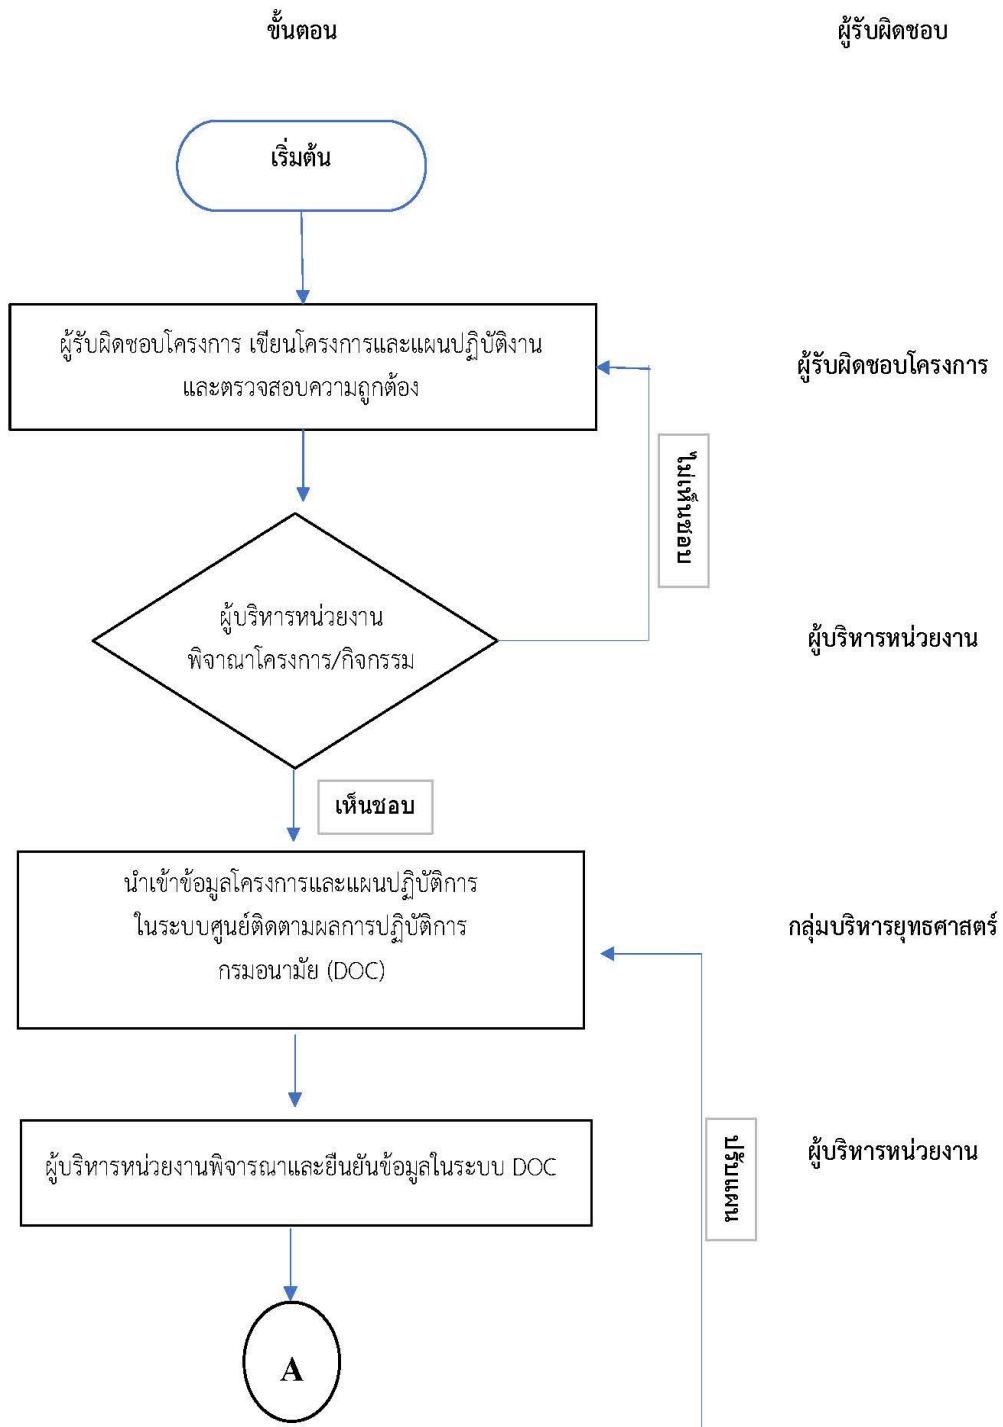 ขั้นตอน ผู้รับผิดชอบ
เริ่มต้น
ผู้รับผิดชอบโครงการ เขียนโครงการและแผนปฏิบัติงาน
และตรวจสอบความถูกต้อง
ผู้รับผิดชอบโครงการ
ไม่เห็นชอบ
ผู้บริหารหน่วยงาน
พิจาณาโครงการ/กิจกรรม
ผู้บริหารหน่วยงาน
เห็นชอบ
นำเข้าข้อมูลโครงการและแผนปฏิบัติการ
ในระบบศูนย์ติดตามผลการปฏิบัติการ
กรมอนามัย (DOC)
กลุ่มบริหารยุทธศาสตร์
ผู้บริหารหน่วยงานพิจารณาและยืนยันข้อมูลในระบบ DOC
ปรับแผน
ผู้บริหารหน่วยงาน
A